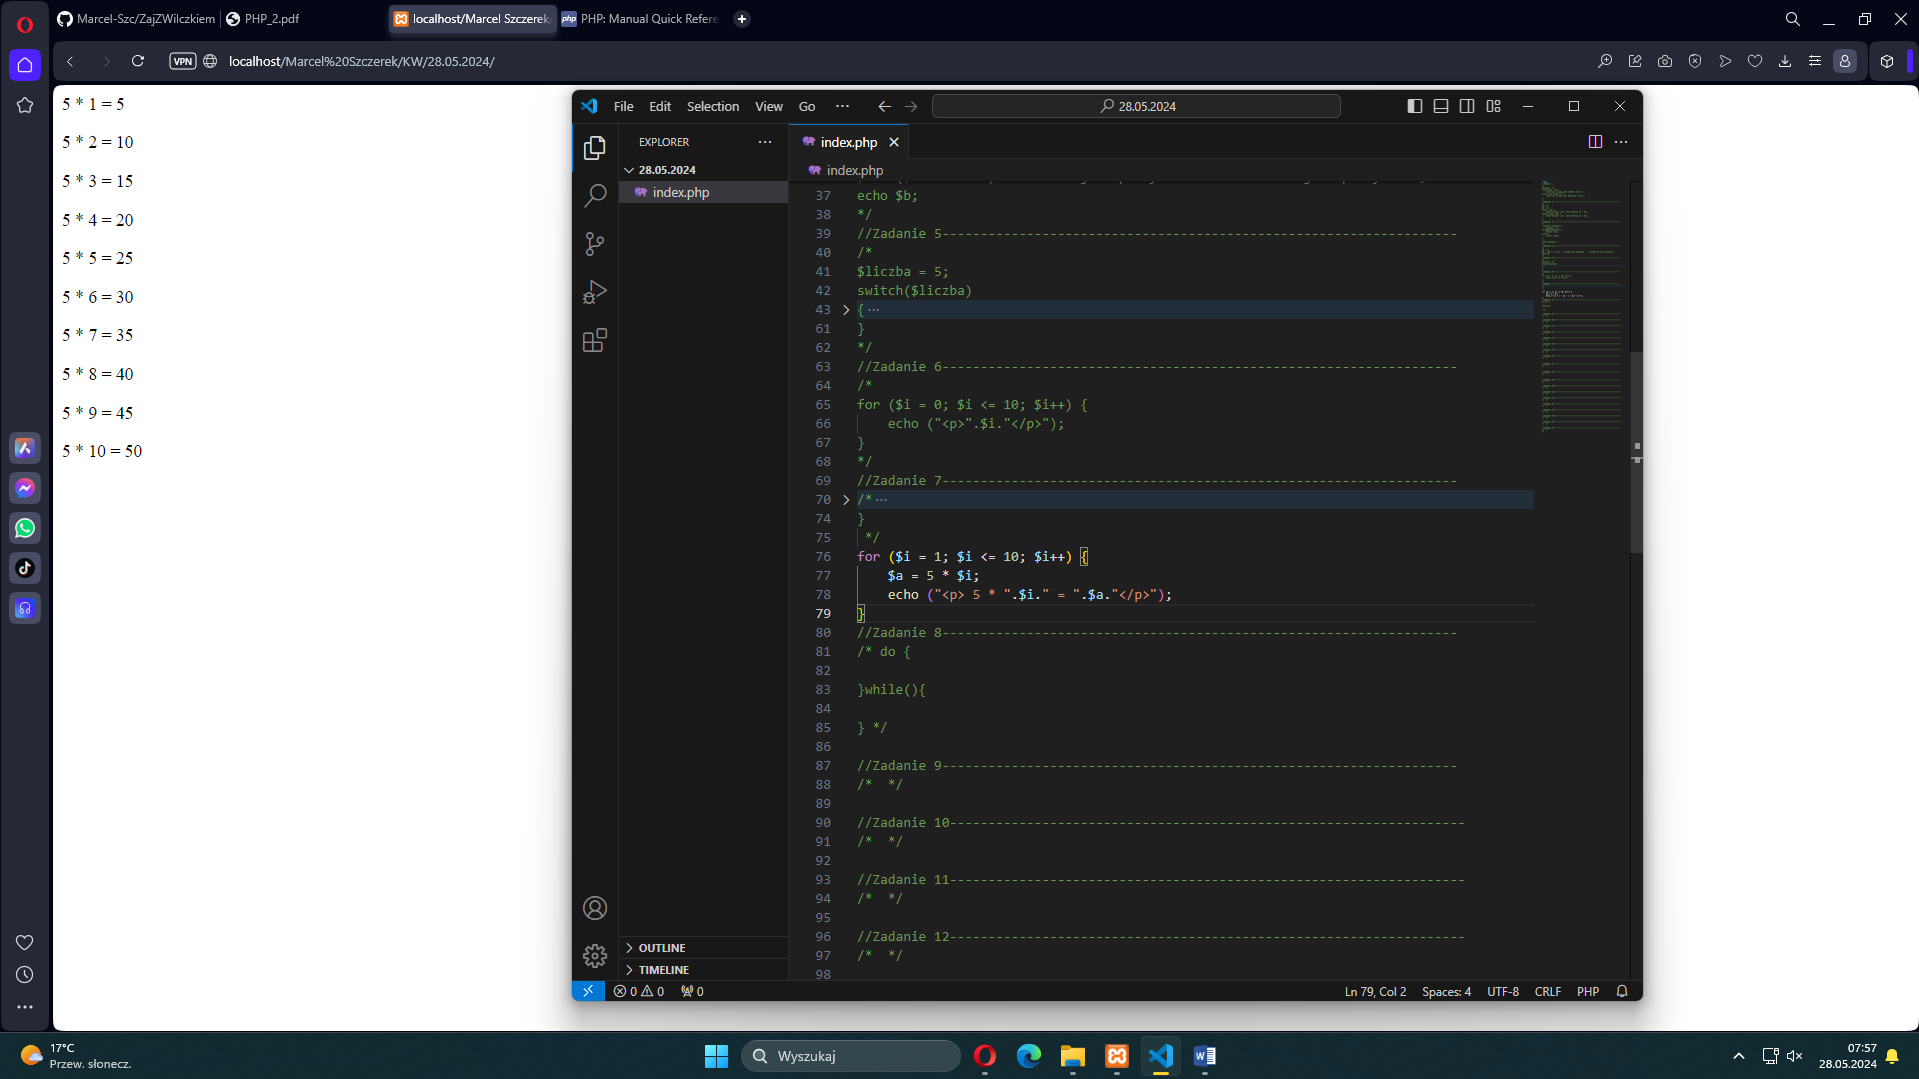 Marcel-Szc/ZajZWilczkiem
PHP_2.pdf
localhost/Marcel Szczerek
PHP: Manual Quick Refere
VPN
localhost/Marcel%20Szczerek/KW/28.05.2024/
5 * 1 = 5
5 * 2 = 10
5 * 3 = 15
5 * 4 = 20
5 * 5 = 25
5 * 6 = 30
5 * 7 = 35
5 * 8 = 40
5 * 9 = 45
5 * 10 = 50
File Edit Selection View Go ···
28.05.2024
EXPLORER ···
28.05.2024
index.php
OUTLINE
TIMELINE
index.php
index.php
37 echo $b;
38 */
39 //Zadanie 5-------------------------------------------------------------------
40 /*
41 $liczba = 5;
42 switch($liczba)
43 { ···
61 }
62 */
63 //Zadanie 6-------------------------------------------------------------------
64 /*
65 for ($i = 0; $i <= 10; $i++) {
66     echo ("<p>".$i."</p>");
67 }
68 */
69 //Zadanie 7-------------------------------------------------------------------
70 /* ···
74 }
75  */
76 for ($i = 1; $i <= 10; $i++) {
77     $a = 5 * $i;
78     echo ("<p> 5 * ".$i." = ".$a."</p>");
79 }
80 //Zadanie 8-------------------------------------------------------------------
81 /* do {
82
83 }while(){
84
85 } */
86
87 //Zadanie 9-------------------------------------------------------------------
88 /*  */
89
90 //Zadanie 10-------------------------------------------------------------------
91 /*  */
92
93 //Zadanie 11-------------------------------------------------------------------
94 /*  */
95
96 //Zadanie 12-------------------------------------------------------------------
97 /*  */
98
0 0 0
Ln 79, Col 2 Spaces: 4 UTF-8 CRLF PHP
17°C
Przew. słonecz.
Wyszukaj
07:57
28.05.2024